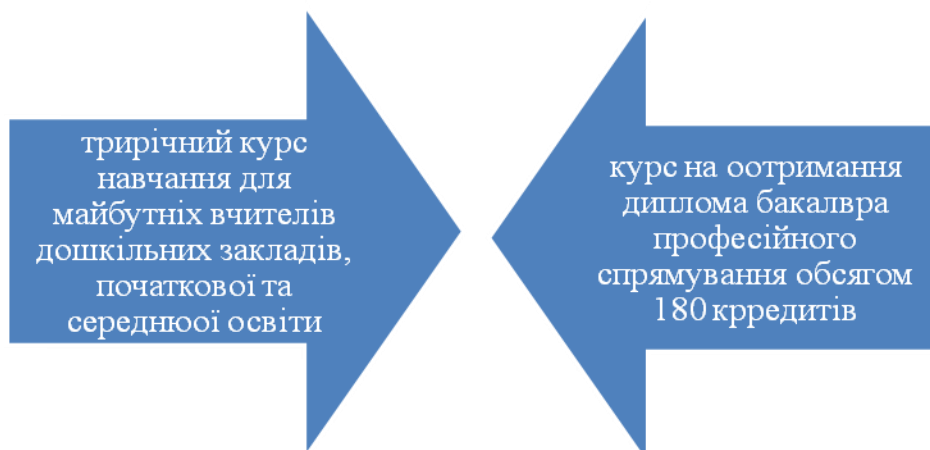 трирічний курс
навчання для
майбутніх вчителів
дошкільних закладів,
початкової та
середнюої освіти
курс на оотримання
диплома бакалвра
професійного
спрямування обсягом
180 крредитів